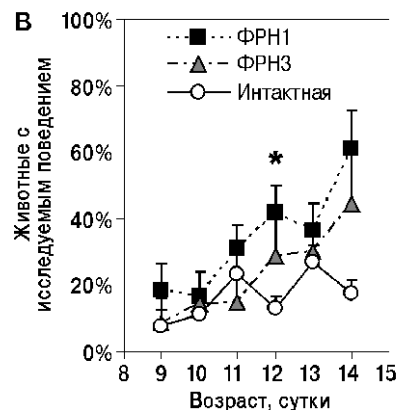 В
ФРН1
ФРН3
Интактная
*
100%
80%
60%
40%
20%
0%
Животные с
исследуемым поведением
8 9 10 11 12 13 14 15
Возраст, сутки